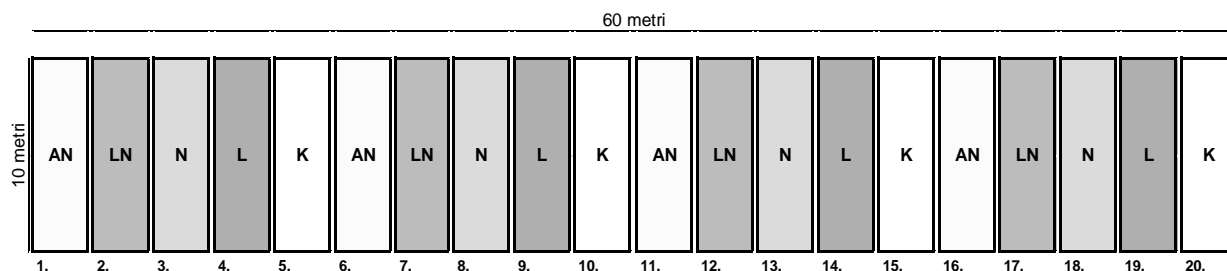 60 metri
10 metri
AN LN N L K AN LN N L K AN LN N L K AN LN N L K
1. 2. 3. 4. 5. 6. 7. 8. 9. 10. 11. 12. 13. 14. 15. 16. 17. 18. 19. 20.